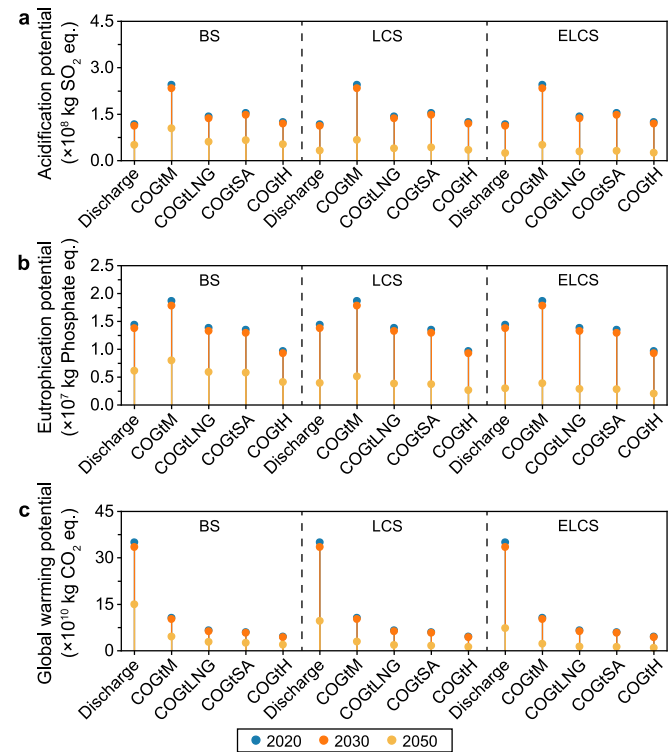 a
Acidification potential
(×10⁸ kg SO₂ eq.)
4.5
3.0
1.5
0.0
BS
LCS
ELCS
Discharge
COGtM
COGtLNG
COGtSA
COGtH
Discharge
COGtM
COGtLNG
COGtSA
COGtH
Discharge
COGtM
COGtLNG
COGtSA
COGtH
b
Eutrophication potential
(×10⁷ kg Phosphate eq.)
2.5
2.0
1.5
1.0
0.5
0.0
BS
LCS
ELCS
Discharge
COGtM
COGtLNG
COGtSA
COGtH
Discharge
COGtM
COGtLNG
COGtSA
COGtH
Discharge
COGtM
COGtLNG
COGtSA
COGtH
c
Global warming potential
(×10¹⁰ kg CO₂ eq.)
45
30
15
0
BS
LCS
ELCS
Discharge
COGtM
COGtLNG
COGtSA
COGtH
Discharge
COGtM
COGtLNG
COGtSA
COGtH
Discharge
COGtM
COGtLNG
COGtSA
COGtH
2020 2030 2050